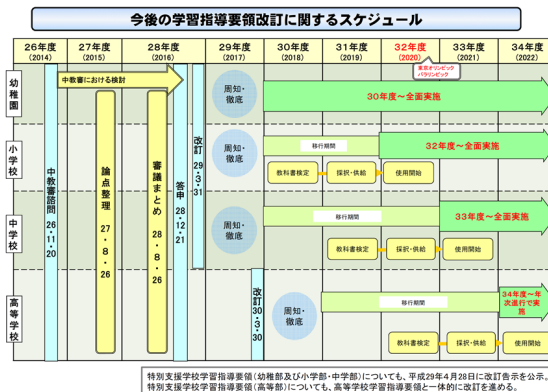 今後の学習指導要領改訂に関するスケジュール
26年度 27年度 28年度 29年度 30年度 31年度 32年度 33年度 34年度
(2014) (2015) (2016) (2017) (2018) (2019) (2020) (2021) (2022)
東京オリンピック
パラリンピック
幼稚園
中教審における検討
周知・
徹底
30年度~全面実施
小学校
周知・
徹底
移行期間
32年度~全面実施
教科書検定
採択・供給
使用開始
中教審諮問 26・11・20
論点整理 27・8・26
審議まとめ 28・8・26
答申 28・12・21
改訂 29・3・31
中学校
周知・
徹底
移行期間
33年度~全面実施
教科書検定
採択・供給
使用開始
高等学校
改訂 30・3・30
周知・
徹底
移行期間
34年度~年
次進行で実
施
教科書検定
採択・供給
使用開始
特別支援学校学習指導要領(幼稚部及び小学部・中学部)についても、平成29年4月28日に改訂告示を公示。
特別支援学校学習指導要領(高等部)についても、高等学校学習指導要領と一体的に改訂を進める。